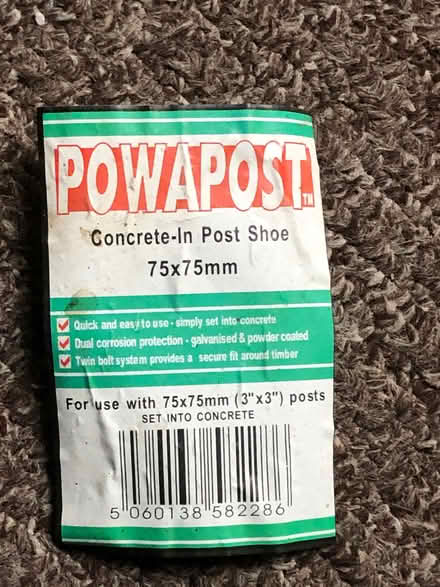 POWAPOST™
Concrete-In Post Shoe
75x75mm
Quick and easy to use - simply set into concrete
Dual corrosion protection - galvanised & powder coated
Twin bolt system provides a secure fit around timber
For use with 75x75mm (3"x3") posts
SET INTO CONCRETE
5 060138 582286